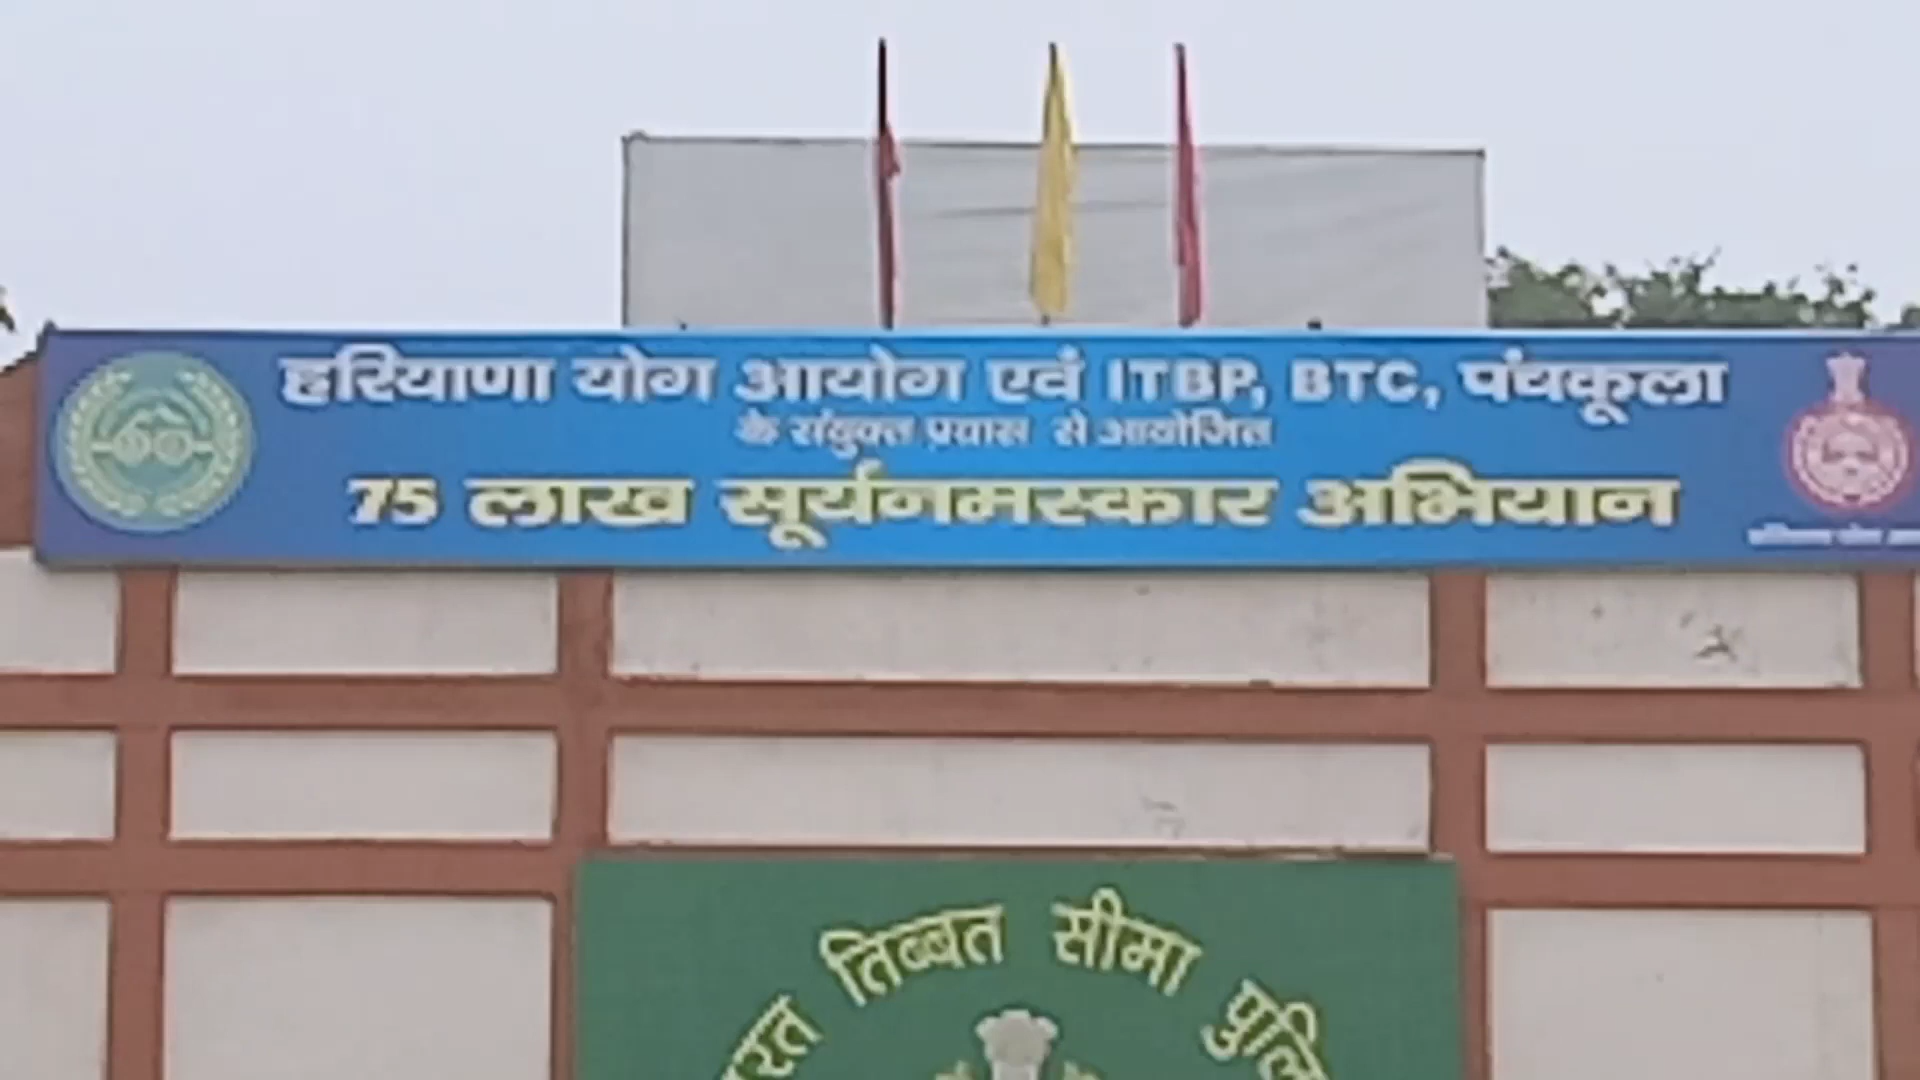 हरियाणा योग आयोग एवं ITBP, BTC, पंचकूला
के संयुक्त प्रयास से आयोजित
75 लाख सूर्यनमस्कार अभियान
तिब्बत सीमा